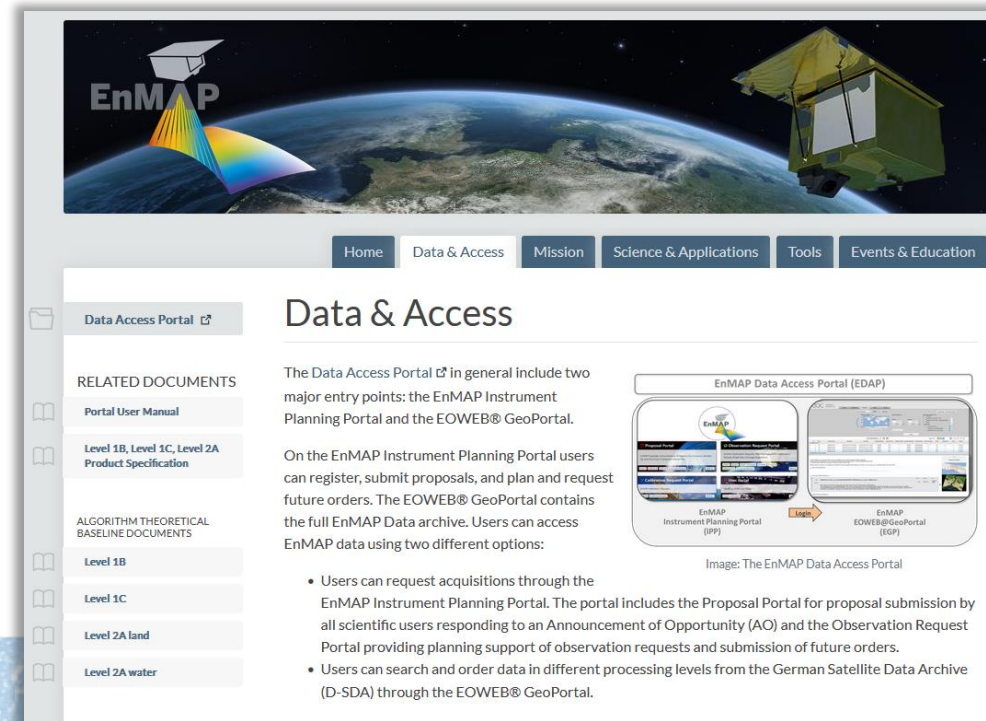 EnMAP
Home
Data & Access
Mission
Science & Applications
Tools
Events & Education
Data Access Portal
RELATED DOCUMENTS
Portal User Manual
Level 1B, Level 1C, Level 2A
Product Specification
ALGORITHM THEORETICAL
BASELINE DOCUMENTS
Level 1B
Level 1C
Level 2A land
Level 2A water
Data & Access
The Data Access Portal in general include two
major entry points: the EnMAP Instrument
Planning Portal and the EOWEB® GeoPortal.
On the EnMAP Instrument Planning Portal users
can register, submit proposals, and plan and request
future orders. The EOWEB® GeoPortal contains
the full EnMAP Data archive. Users can access
EnMAP data using two different options:
EnMAP Data Access Portal (EDAP)
EnMAP
Proposal Portal
Observation Request Portal
Calibration Request Portal
User Portal
EnMAP
Instrument Planning Portal
(IPP)
Login
EnMAP
EOWEB@GeoPortal
(EGP)
Image: The EnMAP Data Access Portal
• Users can request acquisitions through the
EnMAP Instrument Planning Portal. The portal includes the Proposal Portal for proposal submission by
all scientific users responding to an Announcement of Opportunity (AO) and the Observation Request
Portal providing planning support of observation requests and submission of future orders.
• Users can search and order data in different processing levels from the German Satellite Data Archive
(D-SDA) through the EOWEB® GeoPortal.